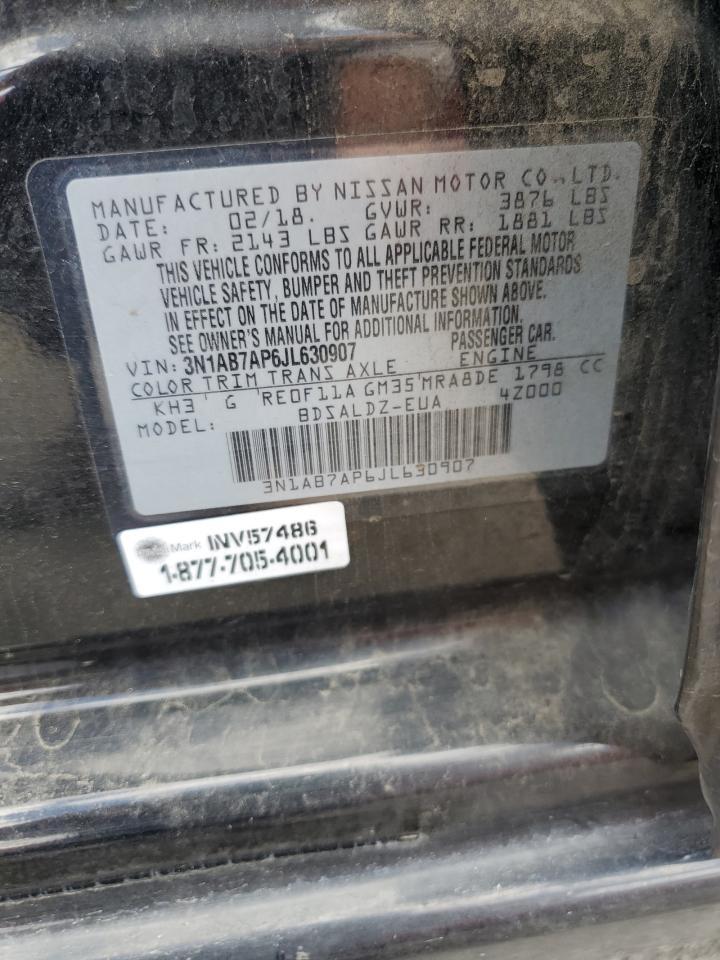 MANUFACTURED BY NISSAN MOTOR CO.,LTD.
DATE: 02/18. GVWR: 3876 LBS
GAWR FR: 2143 LBS GAWR RR: 1881 LBS
THIS VEHICLE CONFORMS TO ALL APPLICABLE FEDERAL MOTOR
VEHICLE SAFETY, BUMPER AND THEFT PREVENTION STANDARDS
IN EFFECT ON THE DATE OF MANUFACTURE SHOWN ABOVE.
SEE OWNER'S MANUAL FOR ADDITIONAL INFORMATION.
VIN: 3N1AB7AP6JL630907 PASSENGER CAR.
COLOR TRIM TRANS AXLE ENGINE
KH3 G RE0F11A GM35 MRA8DE 1798 CC
MODEL: BDSALDZ-EUA 4Z000
3N1AB7AP6JL630907
Mark INV57486
1-877-705-4001